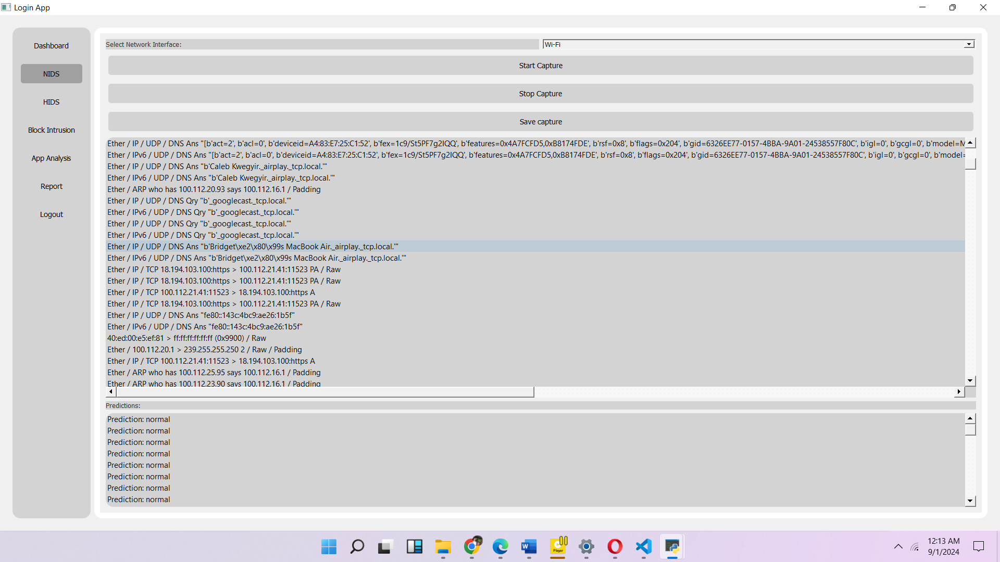 Login App
Dashboard
NIDS
HIDS
Block Intrusion
App Analysis
Report
Logout
Select Network Interface:
Wi-Fi
Start Capture
Stop Capture
Save capture
Ether / IP / UDP / DNS Ans "[b'act=2', b'acl=0', b'deviceid=A4:83:E7:25:C1:52', b'fex=1c9/St5PF7g2IQQ', b'features=0x4A7FCFD5,0xB8174FDE', b'rsf=0x8', b'flags=0x204', b'gid=6326EE77-0157-4BBA-9A01-24538557F80C', b'igl=0', b'gcgl=0', b'model=M
Ether / IPv6 / UDP / DNS Ans "[b'act=2', b'acl=0', b'deviceid=A4:83:E7:25:C1:52', b'fex=1c9/St5PF7g2IQQ', b'features=0x4A7FCFD5,0xB8174FDE', b'rsf=0x8', b'flags=0x204', b'gid=6326EE77-0157-4BBA-9A01-24538557F80C', b'igl=0', b'gcgl=0', b'model=
Ether / IP / UDP / DNS Ans "b'Caleb Kwegyir._airplay._tcp.local.'"
Ether / IPv6 / UDP / DNS Ans "b'Caleb Kwegyir._airplay._tcp.local.'"
Ether / ARP who has 100.112.20.93 says 100.112.16.1 / Padding
Ether / IP / UDP / DNS Qry "b'_googlecast._tcp.local.'"
Ether / IPv6 / UDP / DNS Qry "b'_googlecast._tcp.local.'"
Ether / IP / UDP / DNS Qry "b'_googlecast._tcp.local.'"
Ether / IPv6 / UDP / DNS Qry "b'_googlecast._tcp.local.'"
Ether / IP / UDP / DNS Ans "b'Bridget\xe2\x80\x99s MacBook Air._airplay._tcp.local.'"
Ether / IPv6 / UDP / DNS Ans "b'Bridget\xe2\x80\x99s MacBook Air._airplay._tcp.local.'"
Ether / IP / TCP 18.194.103.100:https > 100.112.21.41:11523 PA / Raw
Ether / IP / TCP 18.194.103.100:https > 100.112.21.41:11523 PA / Raw
Ether / IP / TCP 100.112.21.41:11523 > 18.194.103.100:https A
Ether / IP / TCP 18.194.103.100:https > 100.112.21.41:11523 PA / Raw
Ether / IP / UDP / DNS Ans "fe80::143c:4bc9:ae26:1b5f"
Ether / IPv6 / UDP / DNS Ans "fe80::143c:4bc9:ae26:1b5f"
40:ed:00:e5:ef:81 > ff:ff:ff:ff:ff:ff (0x9900) / Raw
Ether / 100.112.20.1 > 239.255.255.250 2 / Raw / Padding
Ether / IP / TCP 100.112.21.41:11523 > 18.194.103.100:https A
Ether / ARP who has 100.112.25.95 says 100.112.16.1 / Padding
Ether / ARP who has 100.112.23.90 says 100.112.16.1 / Padding
Predictions:
Prediction: normal
Prediction: normal
Prediction: normal
Prediction: normal
Prediction: normal
Prediction: normal
Prediction: normal
Prediction: normal
Player
12:13 AM
9/1/2024